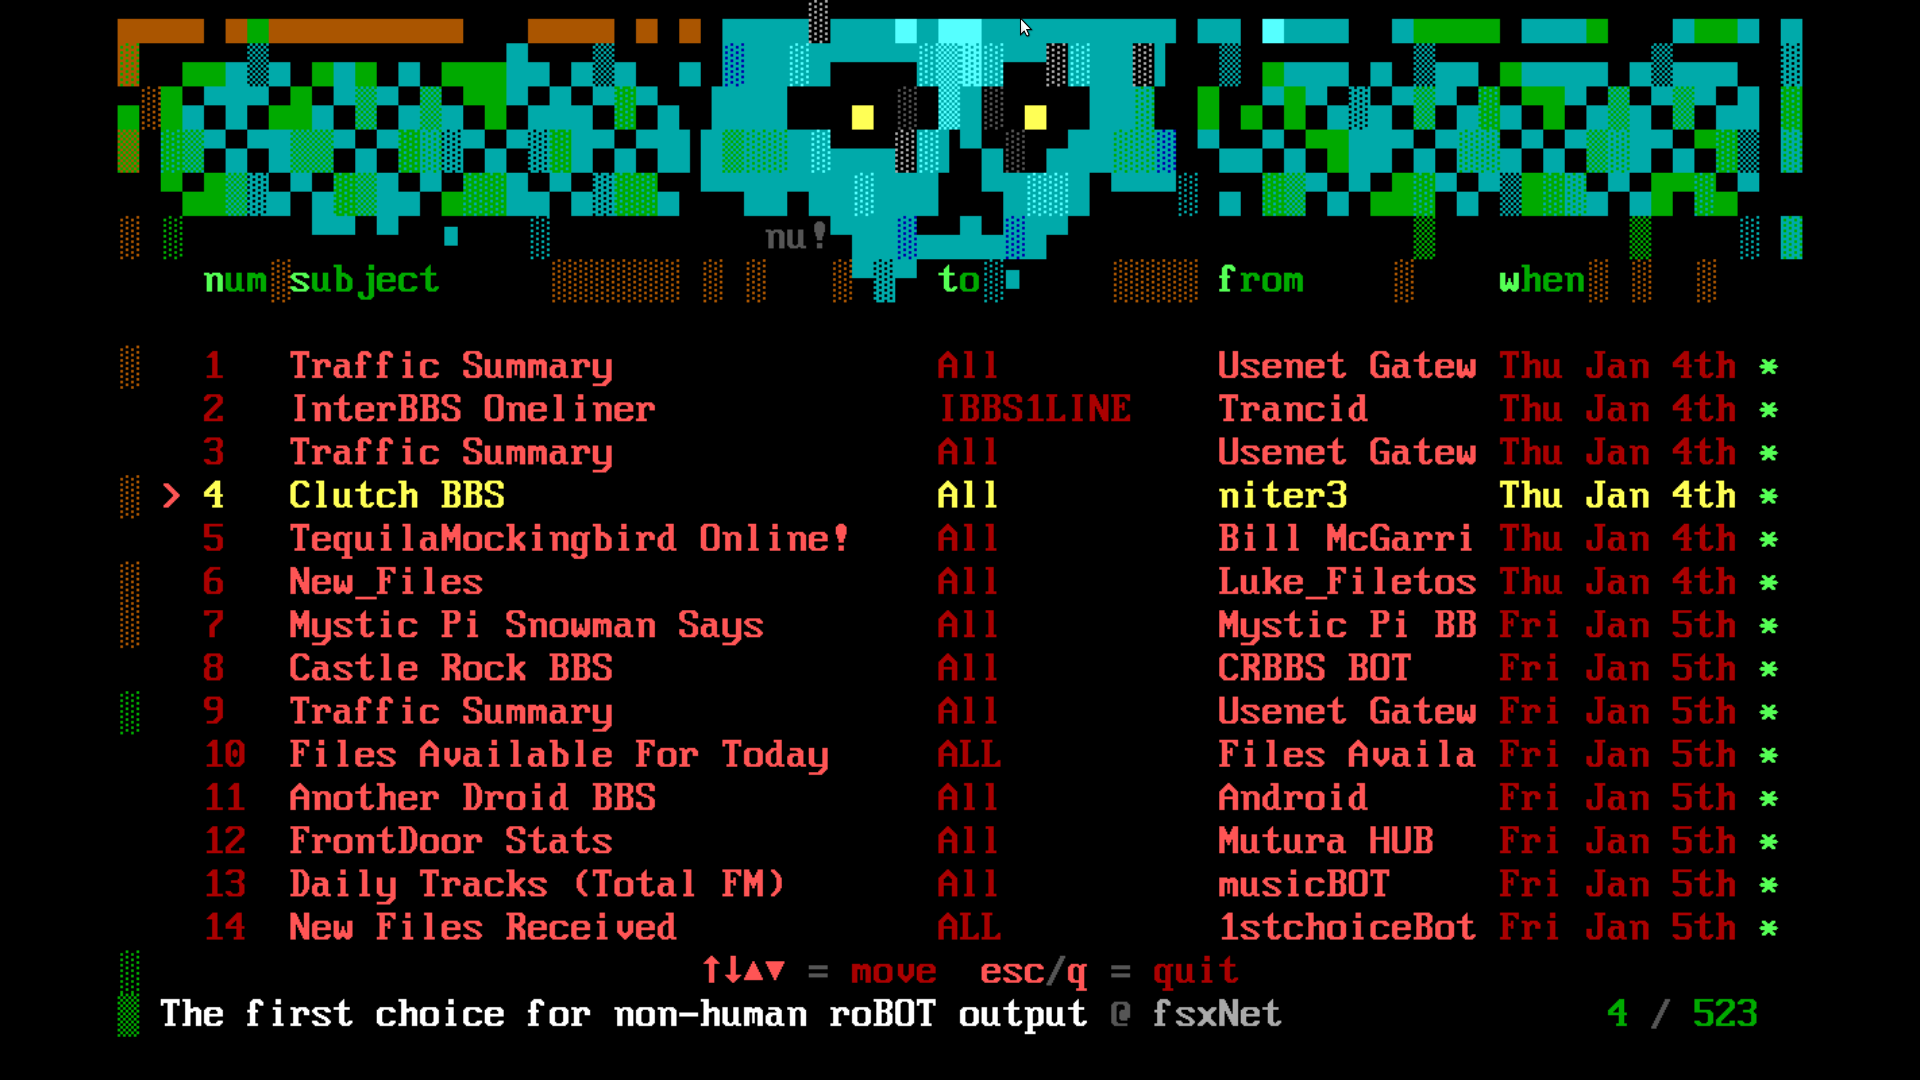 nu!
num subject to from when
1 Traffic Summary All Usenet Gatew Thu Jan 4th *
2 InterBBS Oneliner IBBS1LINE Trancid Thu Jan 4th *
3 Traffic Summary All Usenet Gatew Thu Jan 4th *
> 4 Clutch BBS All niter3 Thu Jan 4th *
5 TequilaMockingbird Online! All Bill McGarri Thu Jan 4th *
6 New_Files All Luke_Filetos Thu Jan 4th *
7 Mystic Pi Snowman Says All Mystic Pi BB Fri Jan 5th *
8 Castle Rock BBS All CRBBS BOT Fri Jan 5th *
9 Traffic Summary All Usenet Gatew Fri Jan 5th *
10 Files Available For Today ALL Files Availa Fri Jan 5th *
11 Another Droid BBS All Android Fri Jan 5th *
12 FrontDoor Stats All Mutura HUB Fri Jan 5th *
13 Daily Tracks (Total FM) All musicBOT Fri Jan 5th *
14 New Files Received ALL 1stchoiceBot Fri Jan 5th *
↑↓▲▼ = move esc/q = quit
The first choice for non-human roBOT output @ fsxNet 4 / 523